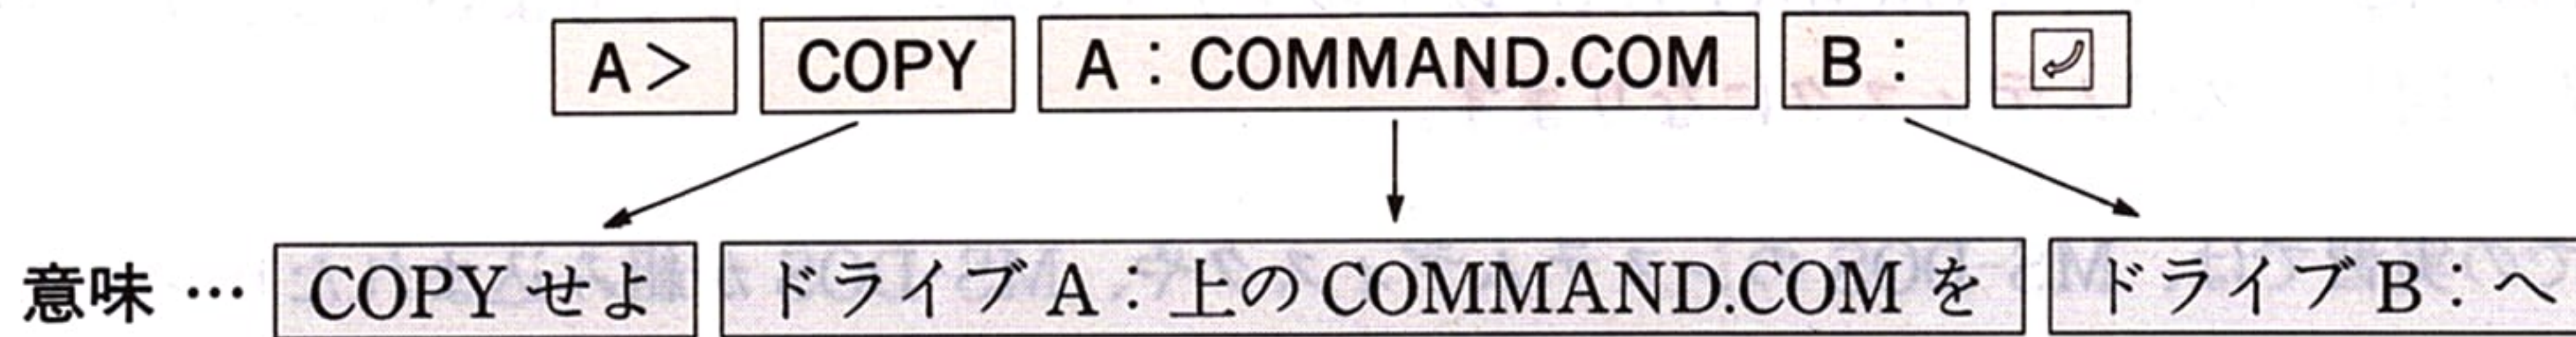 A> COPY A:COMMAND.COM B: ↵
意味 … COPYせよ ドライブA:上のCOMMAND.COMを ドライブB:へ